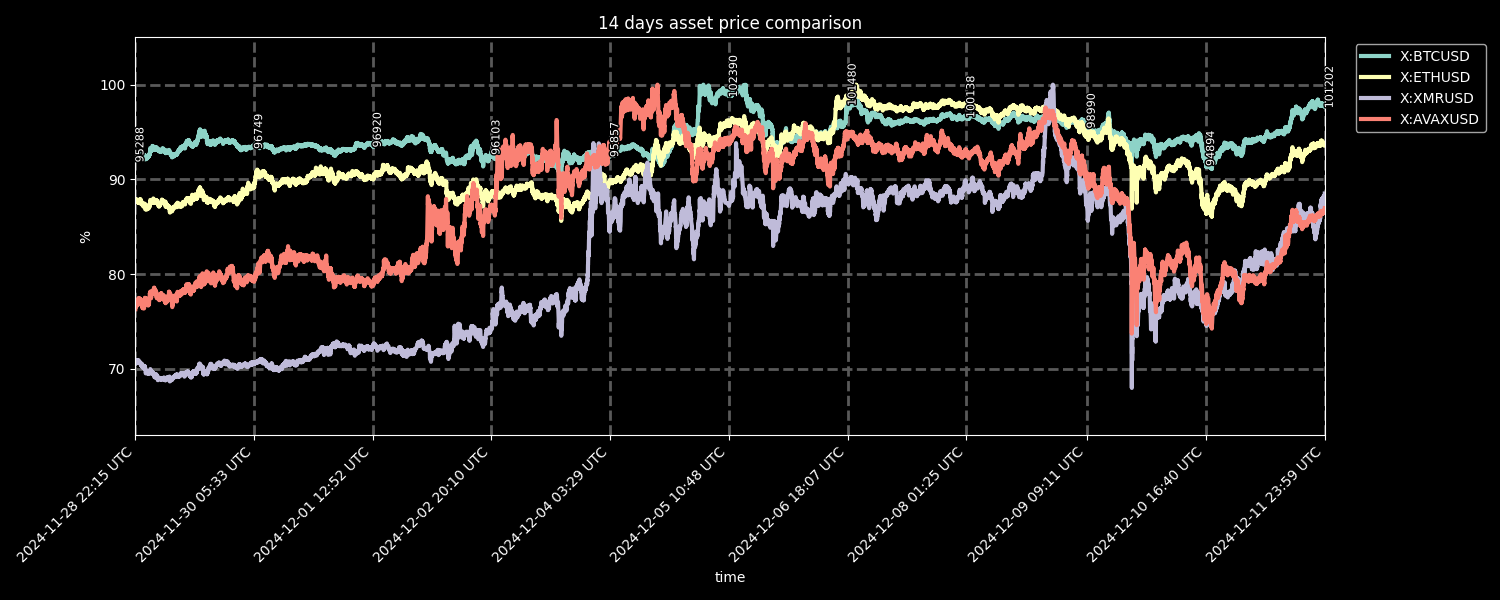 14 days asset price comparison
X:BTCUSD
X:ETHUSD
X:XMRUSD
X:AVAXUSD
100
90
80
70
%
95288
96749
96920
96103
95857
102390
101480
100138
98990
94894
101202
2024-11-28 22:15 UTC
2024-11-30 05:33 UTC
2024-12-01 12:52 UTC
2024-12-02 20:10 UTC
2024-12-04 03:29 UTC
2024-12-05 10:48 UTC
2024-12-06 18:07 UTC
2024-12-08 01:25 UTC
2024-12-09 09:11 UTC
2024-12-10 16:40 UTC
2024-12-11 23:59 UTC
time